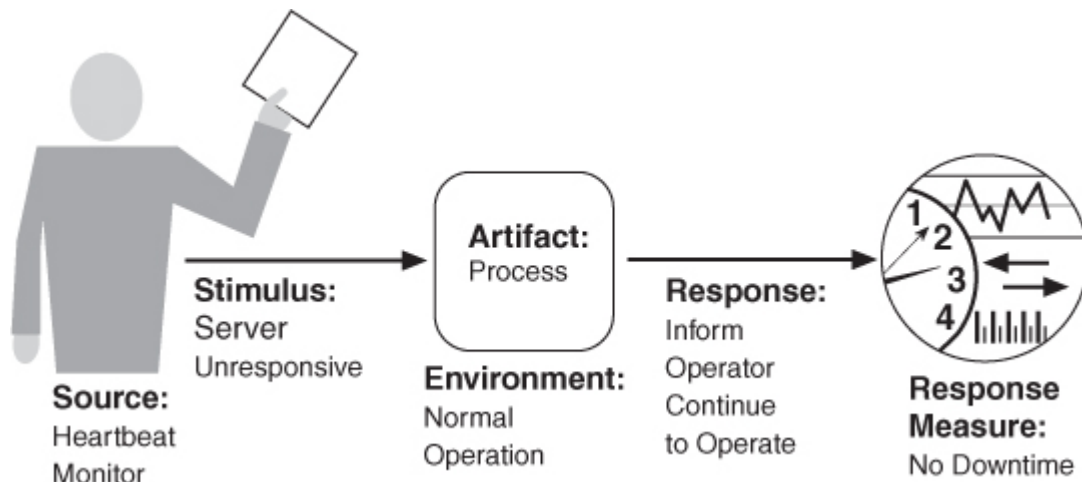 Source:
Heartbeat
Monitor
Stimulus:
Server
Unresponsive
Artifact:
Process
Environment:
Normal
Operation
Response:
Inform
Operator
Continue
to Operate
1
2
3
4
Response
Measure:
No Downtime